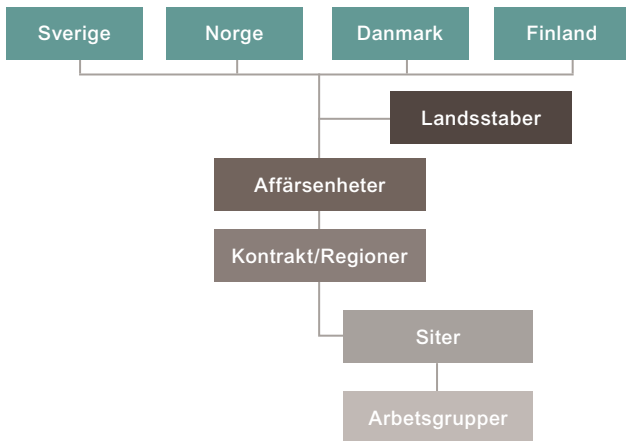 Sverige
Norge
Danmark
Finland
Landsstaber
Affärsenheter
Kontrakt/Regioner
Siter
Arbetsgrupper